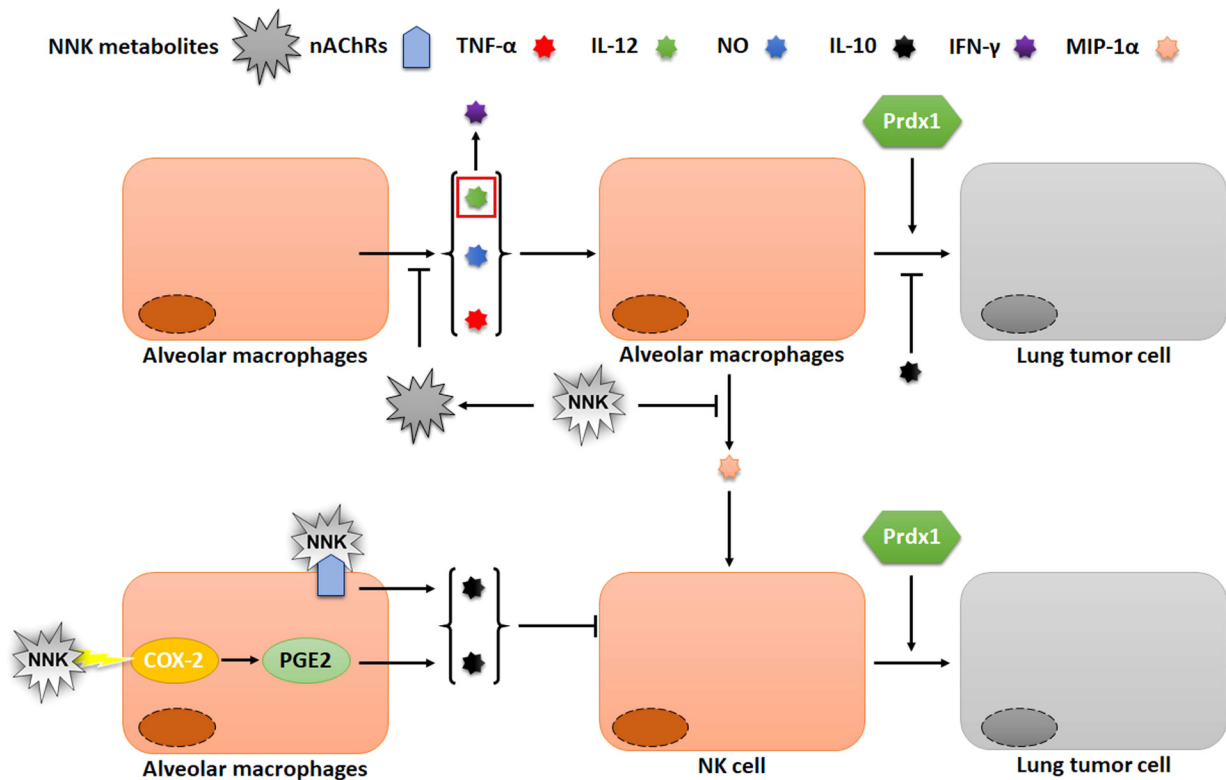 NNK metabolites nAChRs TNF-α IL-12 NO IL-10 IFN-γ MIP-1α
Prdx1
Alveolar macrophages Alveolar macrophages Lung tumor cell
NNK
Prdx1
NNK
NNK COX-2 PGE2
Alveolar macrophages NK cell Lung tumor cell